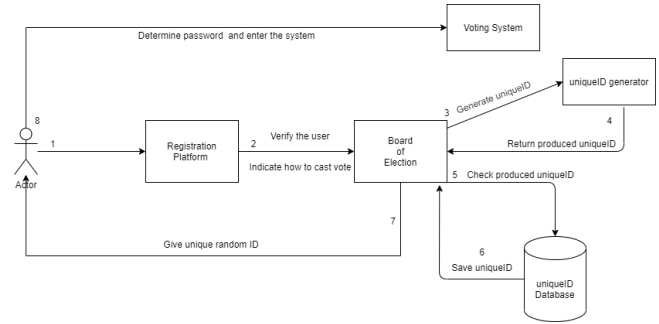 Voting System
Determine password and enter the system
uniqueID generator
3 Generate uniqueID
4
8
1
Registration
Platform
2 Verify the user
Indicate how to cast vote
Board
of
Election
Return produced uniqueID
5 Check produced uniqueID
Actor
7
Give unique random ID
6
Save uniqueID
uniqueID
Database